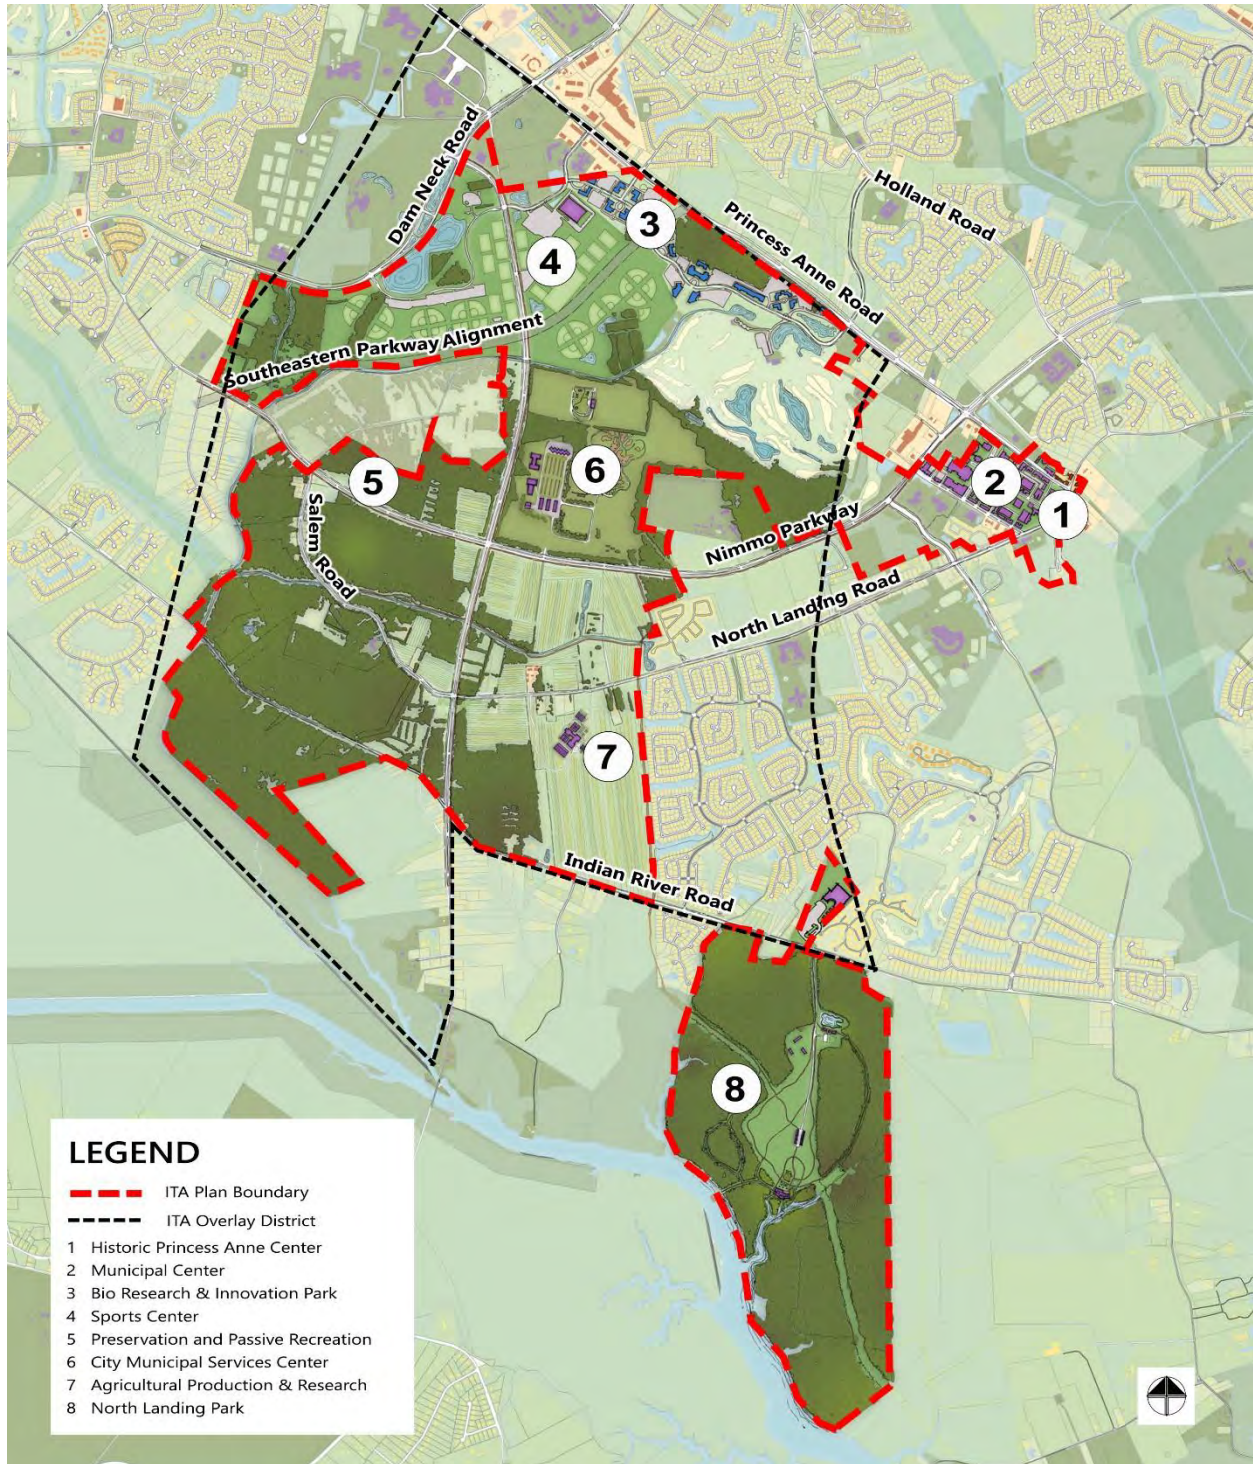 Dam Neck Road
Holland Road
3
Princess Anne Road
4
Southeastern Parkway Alignment
6
5
2
1
Salem Road
Nimmo Parkway
North Landing Road
7
Indian River Road
8
LEGEND
ITA Plan Boundary
ITA Overlay District
1 Historic Princess Anne Center
2 Municipal Center
3 Bio Research & Innovation Park
4 Sports Center
5 Preservation and Passive Recreation
6 City Municipal Services Center
7 Agricultural Production & Research
8 North Landing Park